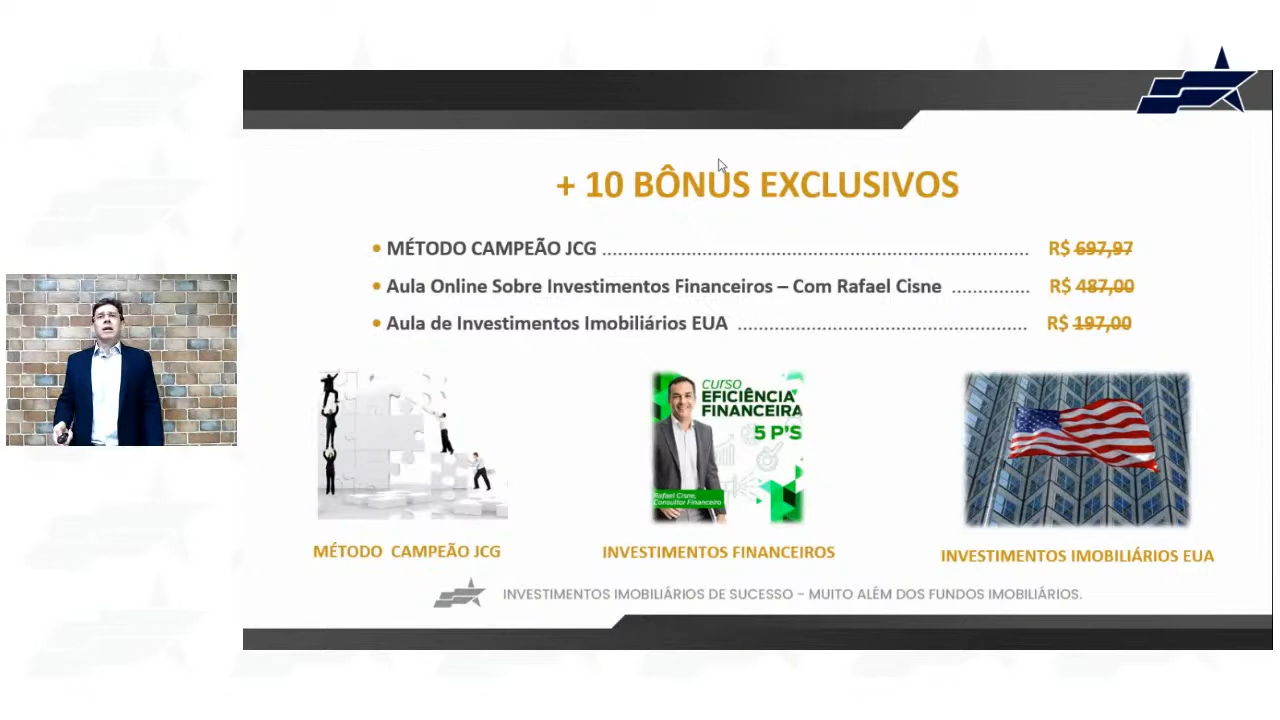 + 10 BÔNUS EXCLUSIVOS
• MÉTODO CAMPEÃO JCG ........................................................................ R$ 697,97
• Aula Online Sobre Investimentos Financeiros – Com Rafael Cisne ............. R$ 487,00
• Aula de Investimentos Imobiliários EUA ................................................. R$ 197,00
CURSO
EFICIÊNCIA
FINANCEIRA
5 P'S
Rafael Cisne,
Consultor Financeiro
MÉTODO CAMPEÃO JCG
INVESTIMENTOS FINANCEIROS
INVESTIMENTOS IMOBILIÁRIOS EUA
INVESTIMENTOS IMOBILIÁRIOS DE SUCESSO - MUITO ALÉM DOS FUNDOS IMOBILIÁRIOS.